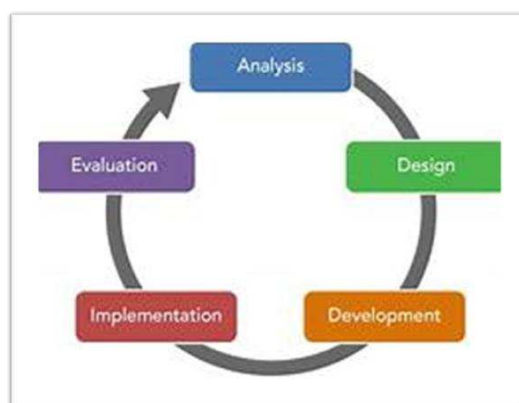 Analysis
Design
Development
Implementation
Evaluation